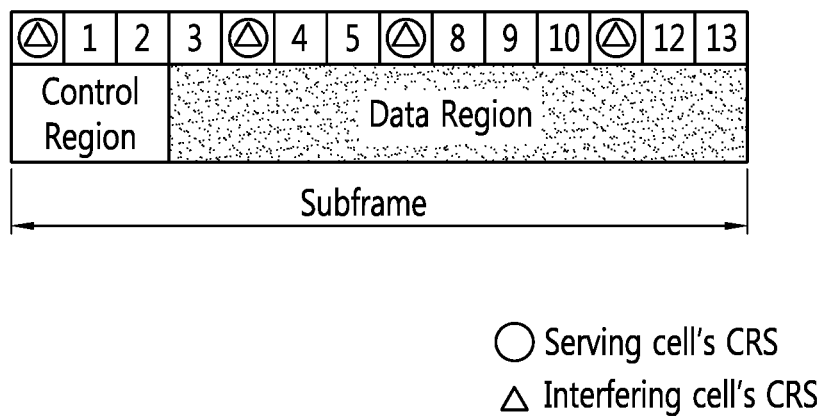 1 2 3 4 5 8 9 10 12 13
Control
Region
Data Region
Subframe
Serving cell's CRS
Interfering cell's CRS